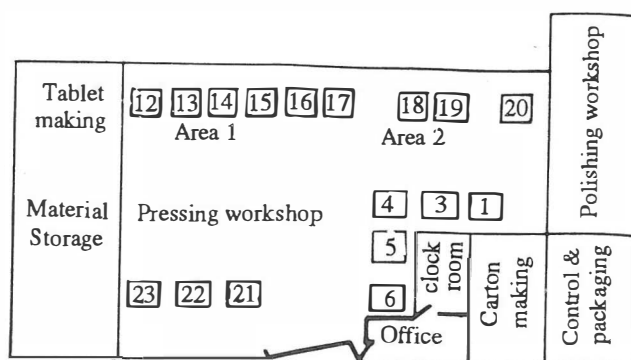 Tablet
making
12 13 14 15 16 17
Area 1
18 19 20
Area 2
Polishing workshop
Material
Storage
Pressing workshop
4 3 1
5
6
23 22 21
clock
room
Office
Carton
making
Control &
packaging